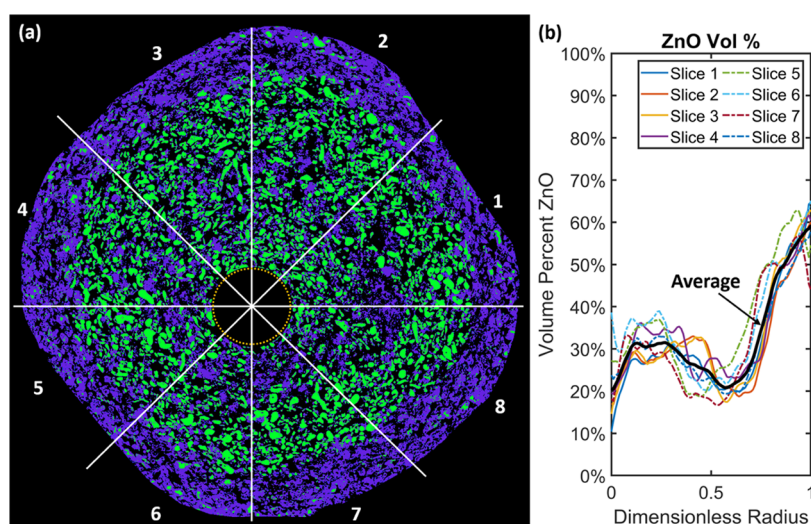 (a)
3
2
4
1
5
8
6
7
(b)
ZnO Vol %
100%
90%
80%
70%
60%
50%
40%
30%
20%
10%
0%
Volume Percent ZnO
Slice 1 Slice 5
Slice 2 Slice 6
Slice 3 Slice 7
Slice 4 Slice 8
Average
0 0.5 1
Dimensionless Radius